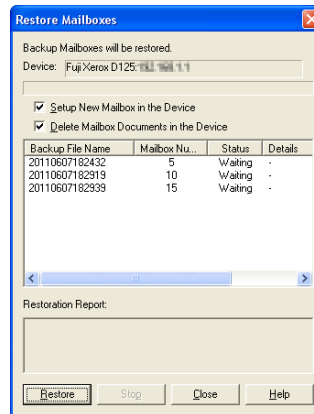 Restore Mailboxes
Backup Mailboxes will be restored.
Device: Fuji Xerox D125:
Setup New Mailbox in the Device
Delete Mailbox Documents in the Device
Backup File Name Mailbox Nu... Status Details
20110607182432 5 Waiting -
20110607182919 10 Waiting -
20110607182939 15 Waiting -
Restoration Report:
Restore Stop Close Help